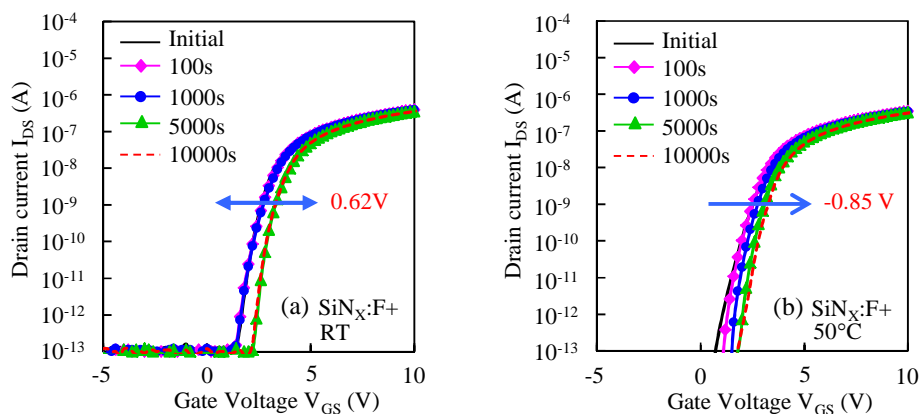 Drain current I_DS (A)
10^-4
10^-5
10^-6
10^-7
10^-8
10^-9
10^-10
10^-11
10^-12
10^-13
Initial
100s
1000s
5000s
10000s
0.62V
(a) SiN_X:F+
RT
-5 0 5 10
Gate Voltage V_GS (V)
Drain current I_DS (A)
10^-4
10^-5
10^-6
10^-7
10^-8
10^-9
10^-10
10^-11
10^-12
10^-13
Initial
100s
1000s
5000s
10000s
-0.85 V
(b) SiN_X:F+
50°C
-5 0 5 10
Gate Voltage V_GS (V)